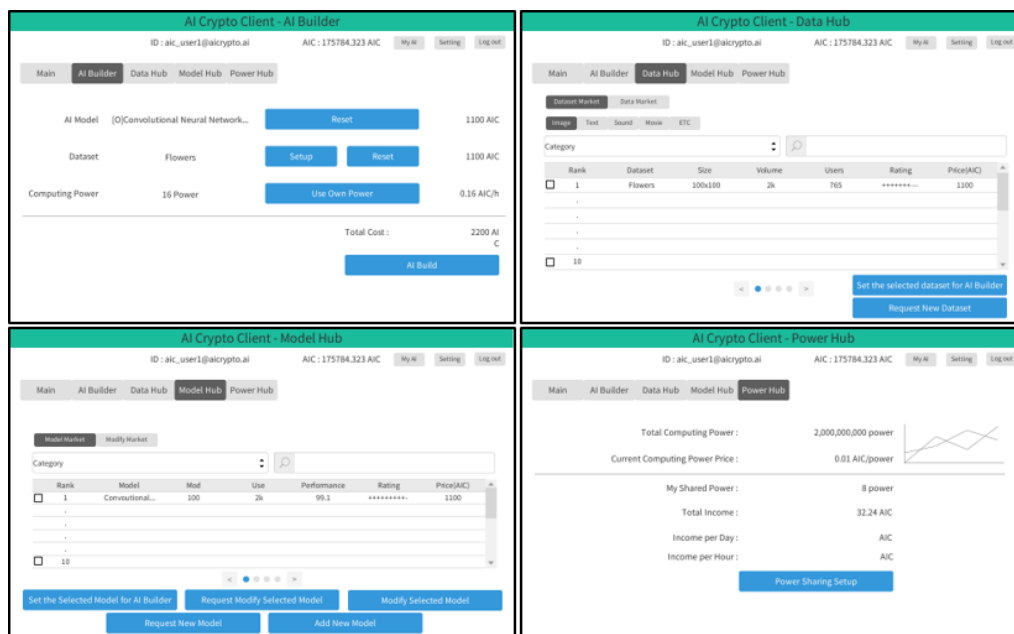 AI Crypto Client - AI Builder
ID : aic_user1@aicrypto.ai AIC : 175784.323 AIC My AI Setting Log out
Main AI Builder Data Hub Model Hub Power Hub
AI Model (O)Convolutional Neural Network... Reset 1100 AIC
Dataset Flowers Setup Reset 1100 AIC
Computing Power 16 Power Use Own Power 0.16 AIC/h
Total Cost : 2200 AI
C
AI Build
AI Crypto Client - Data Hub
ID : aic_user1@aicrypto.ai AIC : 175784.323 AIC My AI Setting Log out
Main AI Builder Data Hub Model Hub Power Hub
Dataset Market Data Market
Image Text Sound Movie ETC
Category
Rank Dataset Size Volume Users Rating Price(AIC)
1 Flowers 100x100 2k 765 +++++++--- 1100
.
.
.
.
10
< >
Set the selected dataset for AI Builder
Request New Dataset
AI Crypto Client - Model Hub
ID : aic_user1@aicrypto.ai AIC : 175784.323 AIC My AI Setting Log out
Main AI Builder Data Hub Model Hub Power Hub
Model Market Modify Market
Category
Rank Model Mod Use Performance Rating Price(AIC)
1 Convoutional... 100 2k 99.1 +++++++++- 1100
.
.
.
.
10
< >
Set the Selected Model for AI Builder Request Modify Selected Model Modify Selected Model
Request New Model Add New Model
AI Crypto Client - Power Hub
ID : aic_user1@aicrypto.ai AIC : 175784.323 AIC My AI Setting Log out
Main AI Builder Data Hub Model Hub Power Hub
Total Computing Power : 2,000,000,000 power
Current Computing Power Price : 0.01 AIC/power
My Shared Power : 8 power
Total Income : 32.24 AIC
Income per Day : AIC
Income per Hour : AIC
Power Sharing Setup